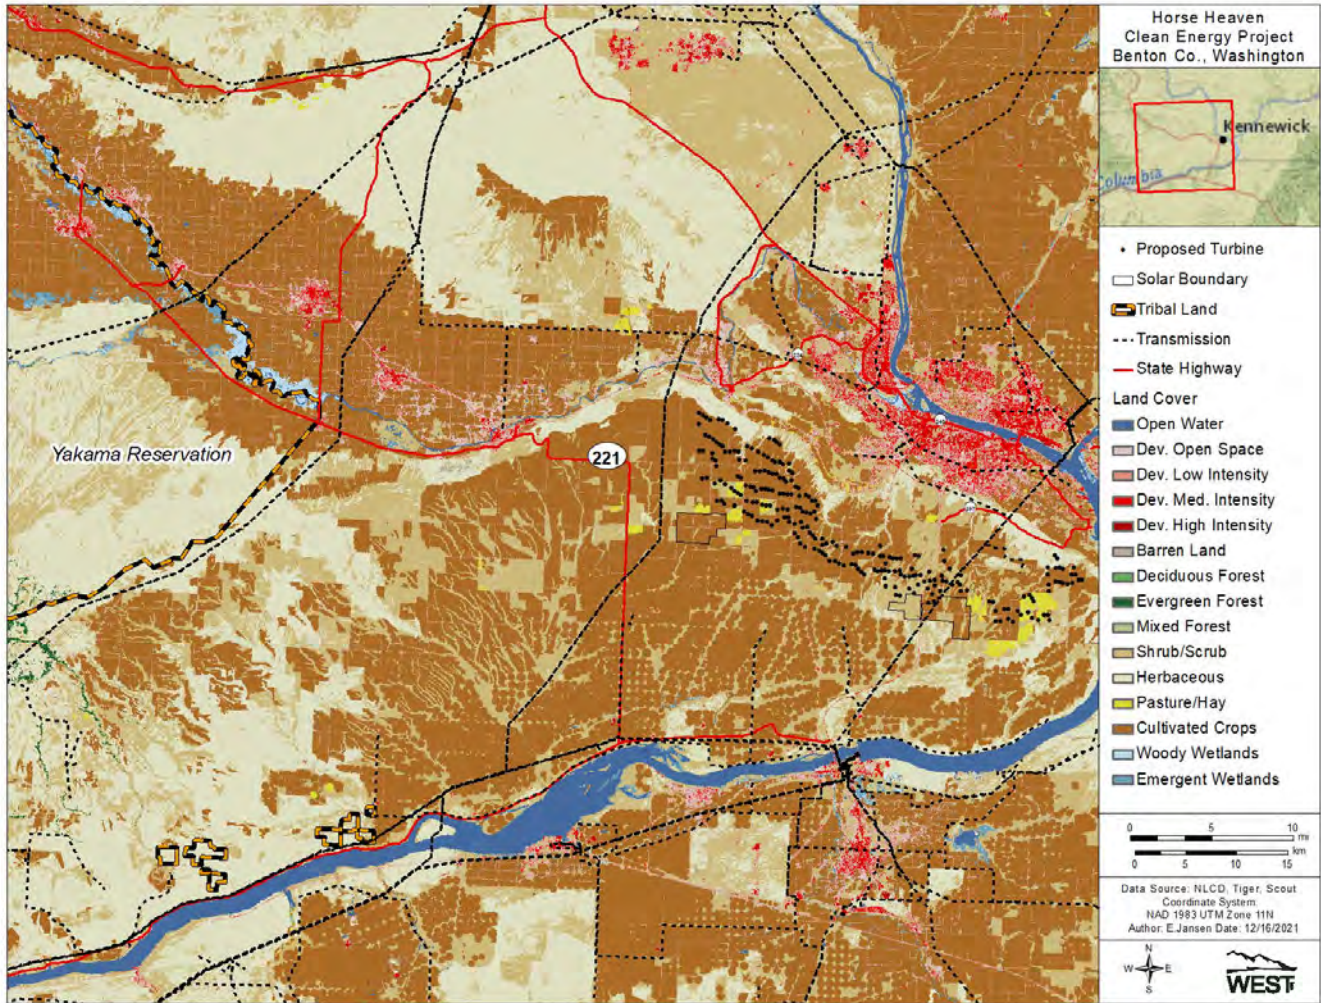 Horse Heaven
Clean Energy Project
Benton Co., Washington
Kennewick
Columbia
Yakama Reservation
221
Proposed Turbine
Solar Boundary
Tribal Land
Transmission
State Highway
Land Cover
Open Water
Dev. Open Space
Dev. Low Intensity
Dev. Med. Intensity
Dev. High Intensity
Barren Land
Deciduous Forest
Evergreen Forest
Mixed Forest
Shrub/Scrub
Herbaceous
Pasture/Hay
Cultivated Crops
Woody Wetlands
Emergent Wetlands
0 5 10
mi
km
0 5 10 15
Data Source: NLCD, Tiger, Scout
Coordinate System:
NAD 1983 UTM Zone 11N
Author: E.Jansen Date: 12/16/2021
N
W E
S
WEST